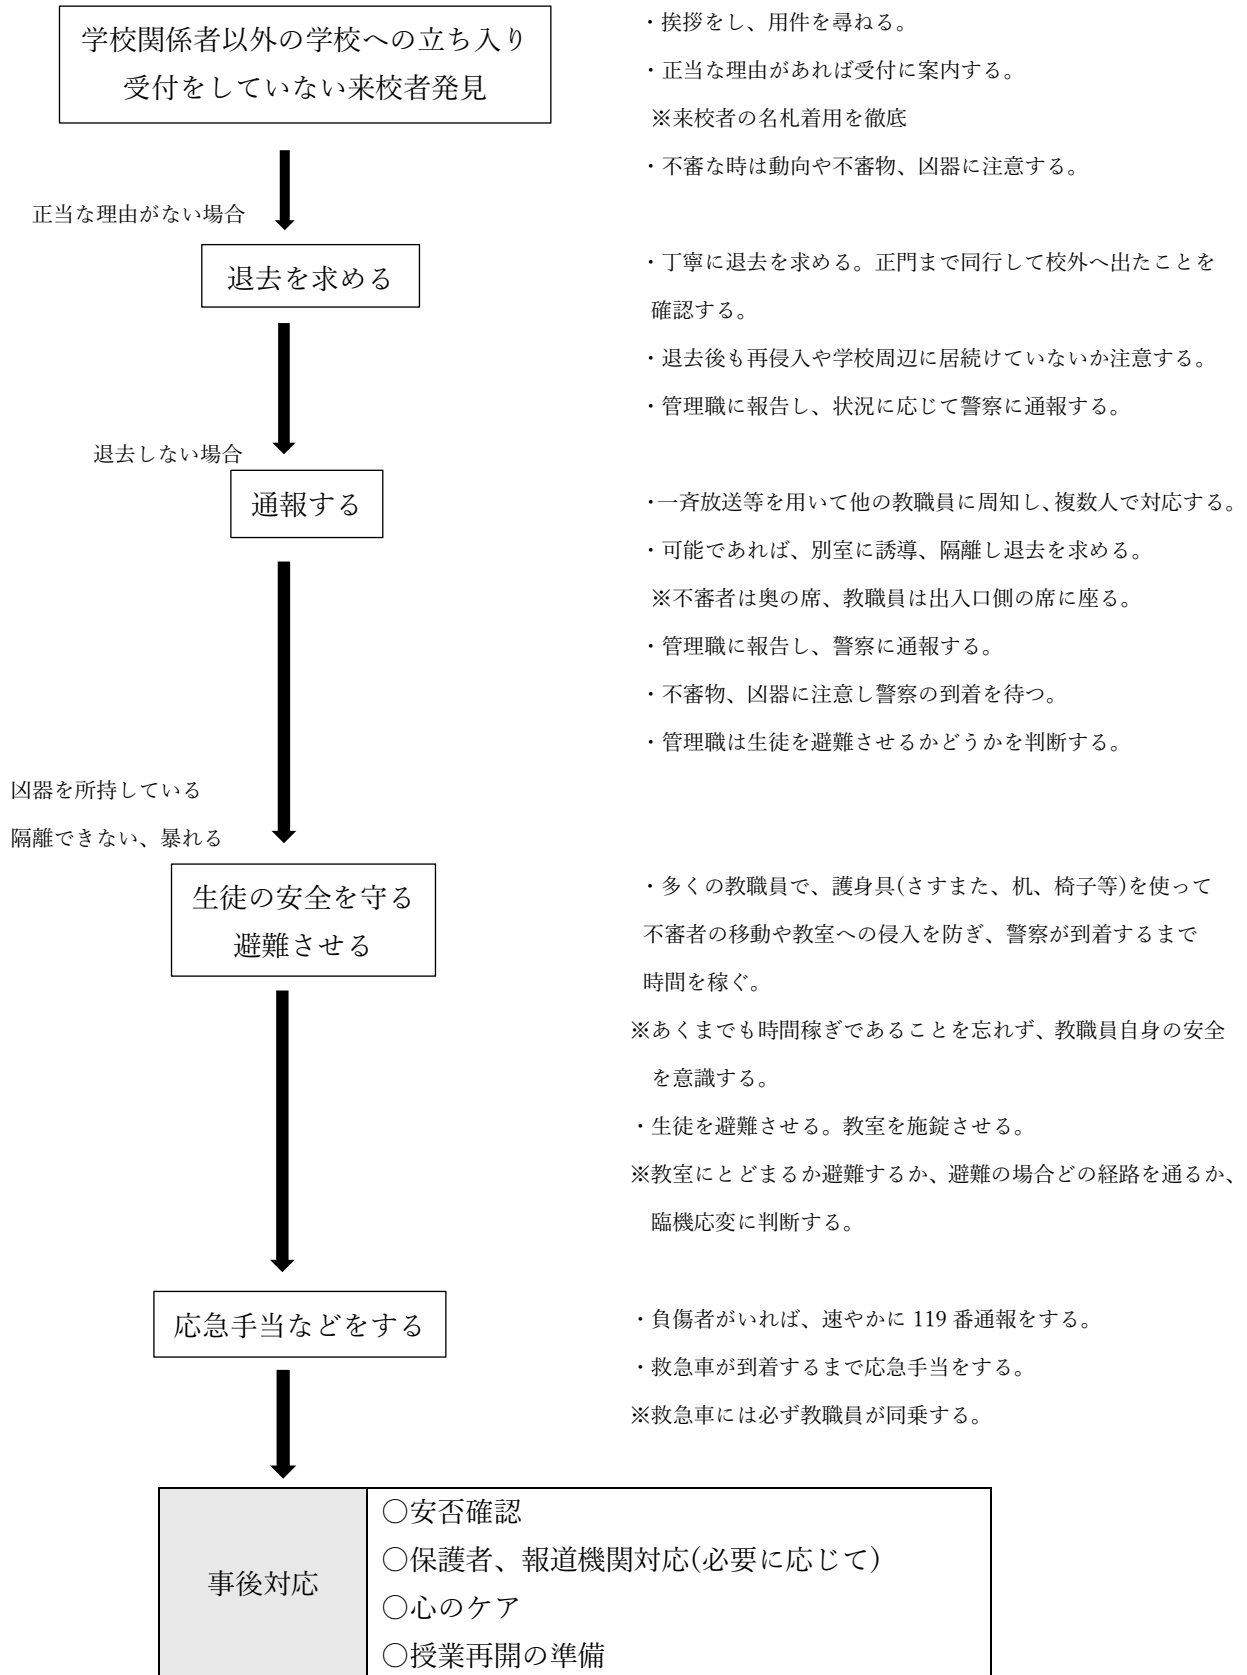 学校関係者以外の学校への立ち入り
受付をしていない来校者発見
・挨拶をし、用件を尋ねる。
・正当な理由があれば受付に案内する。
※来校者の名札着用を徹底
・不審な時は動向や不審物、凶器に注意する。
正当な理由がない場合
退去を求める
・丁寧に退去を求める。正門まで同行して校外へ出たことを
確認する。
・退去後も再侵入や学校周辺に居続けていないか注意する。
・管理職に報告し、状況に応じて警察に通報する。
退去しない場合
通報する
・一斉放送等を用いて他の教職員に周知し、複数人で対応する。
・可能であれば、別室に誘導、隔離し退去を求める。
※不審者は奥の席、教職員は出入口側の席に座る。
・管理職に報告し、警察に通報する。
・不審物、凶器に注意し警察の到着を待つ。
・管理職は生徒を避難させるかどうかを判断する。
凶器を所持している
隔離できない、暴れる
生徒の安全を守る
避難させる
・多くの教職員で、護身具(さすまた、机、椅子等)を使って
不審者の移動や教室への侵入を防ぎ、警察が到着するまで
時間を稼ぐ。
※あくまでも時間稼ぎであることを忘れず、教職員自身の安全
を意識する。
・生徒を避難させる。教室を施錠させる。
※教室にとどまるか避難するか、避難の場合どの経路を通るか、
臨機応変に判断する。
応急手当などをする
・負傷者がいれば、速やかに 119 番通報をする。
・救急車が到着するまで応急手当をする。
※救急車には必ず教職員が同乗する。
事後対応
○安否確認
○保護者、報道機関対応(必要に応じて)
○心のケア
○授業再開の準備